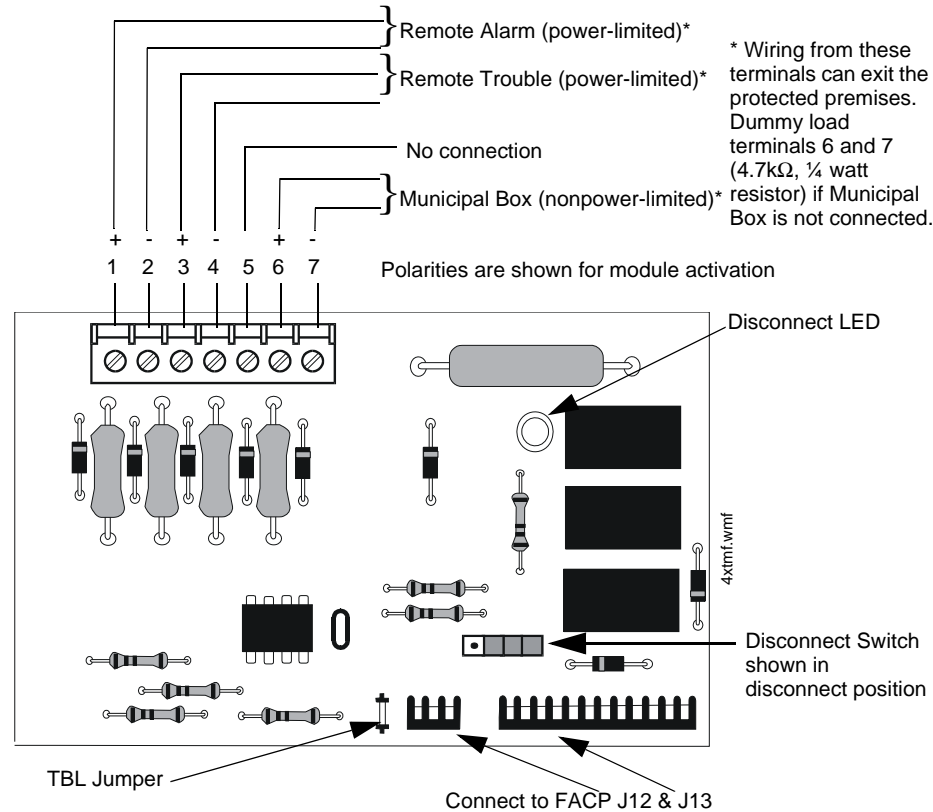 Remote Alarm (power-limited)*
Remote Trouble (power-limited)*
No connection
Municipal Box (nonpower-limited)*
* Wiring from these
terminals can exit the
protected premises.
Dummy load
terminals 6 and 7
(4.7kΩ, ¼ watt
resistor) if Municipal
Box is not connected.
+ - + - + -
1 2 3 4 5 6 7
Polarities are shown for module activation
Disconnect LED
4xtmf.wmf
Disconnect Switch
shown in
disconnect position
TBL Jumper
Connect to FACP J12 & J13